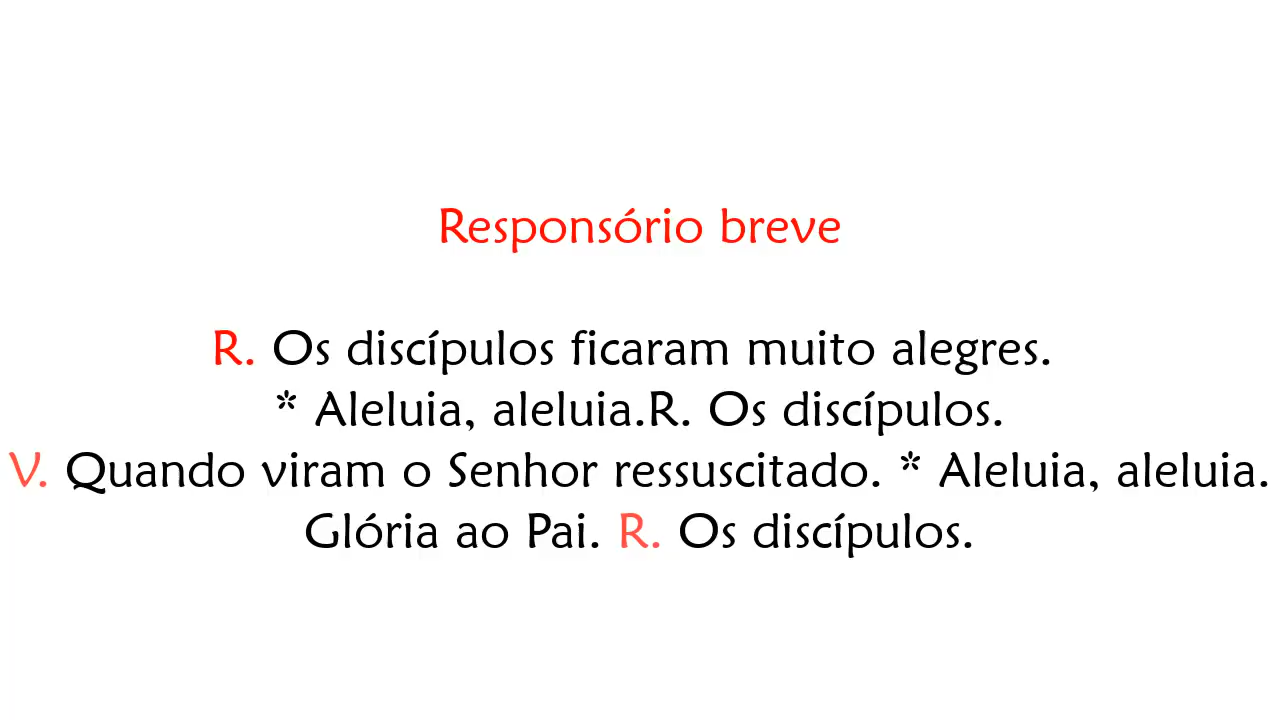 Responsório breve
R. Os discípulos ficaram muito alegres.
* Aleluia, aleluia.R. Os discípulos.
V. Quando viram o Senhor ressuscitado. * Aleluia, aleluia.
Glória ao Pai. R. Os discípulos.